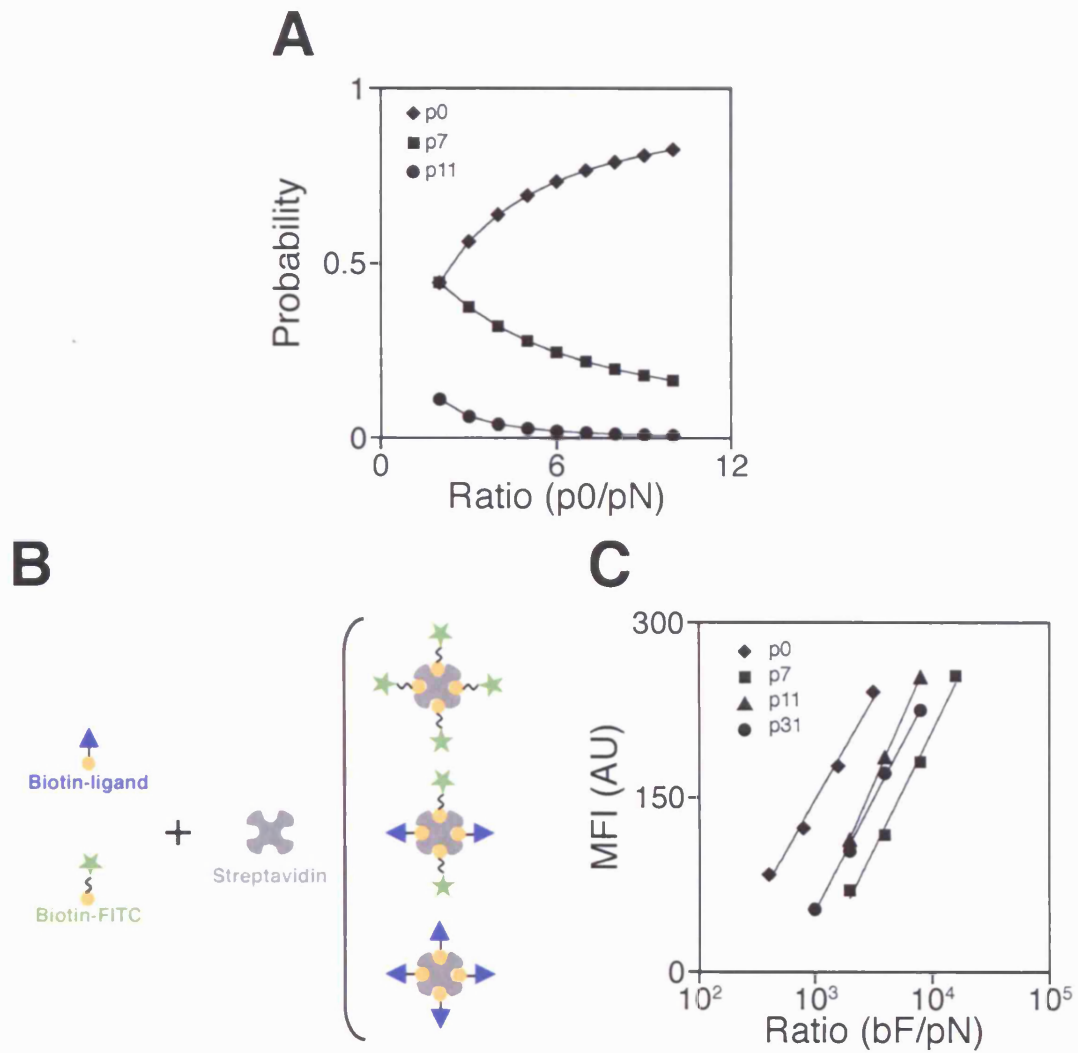 A
1
0.5
0
p0
p7
p11
Probability
0
6
12
Ratio (p0/pN)
B
Biotin-ligand
+
Biotin-FITC
Streptavidin
C
300
150
0
p0
p7
p11
p31
MFI (AU)
10²
10³
10⁴
10⁵
Ratio (bF/pN)